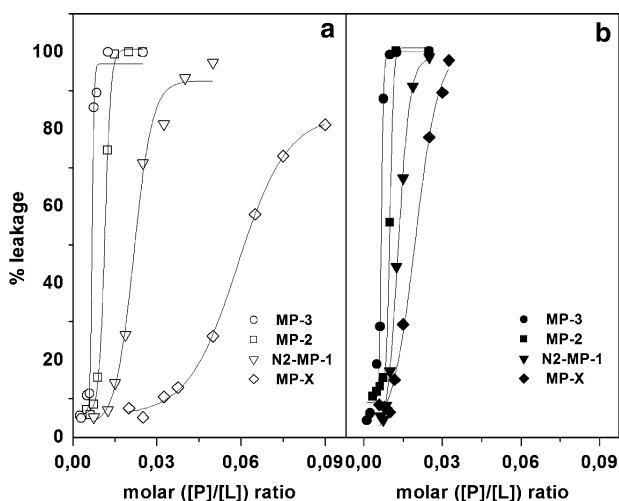 a
b
100
80
60
40
20
0
% leakage
MP-3
MP-2
N2-MP-1
MP-X
MP-3
MP-2
N2-MP-1
MP-X
0,00 0,03 0,06 0,09 0,00 0,03 0,06 0,09
molar ([P]/[L]) ratio
molar ([P]/[L]) ratio